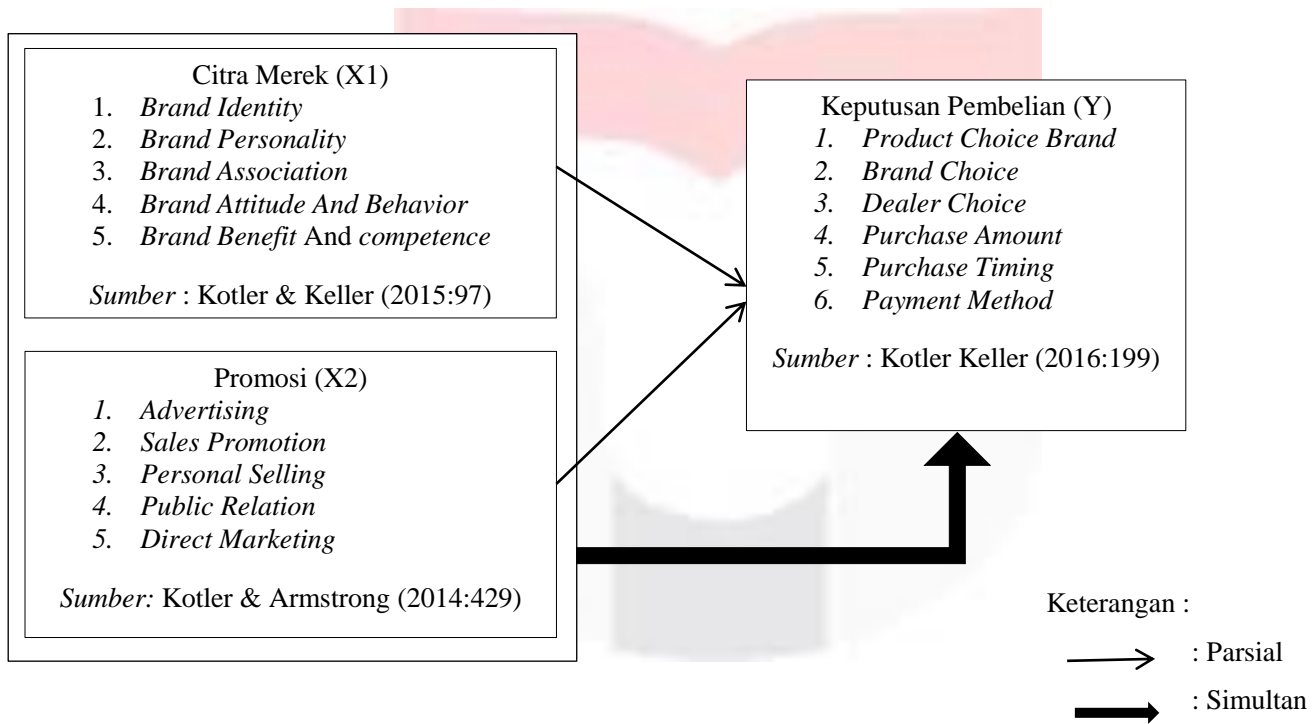 Citra Merek (X1)
1. Brand Identity
2. Brand Personality
3. Brand Association
4. Brand Attitude And Behavior
5. Brand Benefit And competence
Sumber : Kotler & Keller (2015:97)
Promosi (X2)
1. Advertising
2. Sales Promotion
3. Personal Selling
4. Public Relation
5. Direct Marketing
Sumber: Kotler & Armstrong (2014:429)
Keputusan Pembelian (Y)
1. Product Choice Brand
2. Brand Choice
3. Dealer Choice
4. Purchase Amount
5. Purchase Timing
6. Payment Method
Sumber : Kotler Keller (2016:199)
Keterangan :
: Parsial
: Simultan